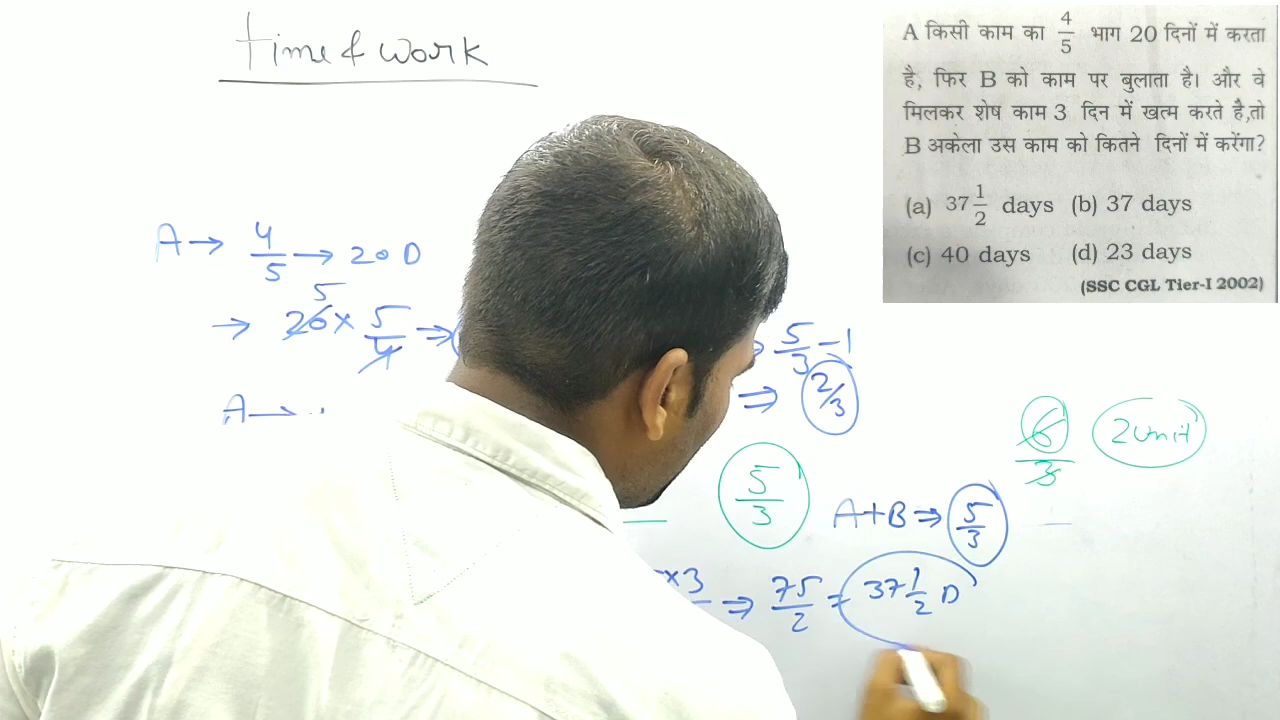 time & work
A किसी काम का 4/5 भाग 20 दिनों में करता
है, फिर B को काम पर बुलाता है। और वे
मिलकर शेष काम 3 दिन में खत्म करते है,तो
B अकेला उस काम को कितने दिनों में करेंगा?
(a) 37 1/2 days (b) 37 days
(c) 40 days (d) 23 days
(SSC CGL Tier-I 2002)
A → 4/5 → 20 D
5
→ 20 × 5/4 ⇒
5/3 - 1
A →
⇒ 2/3
6/3 2 unit
5/3
A+B ⇒ 5/3
×3 ⇒ 75/2 = 37 1/2 D